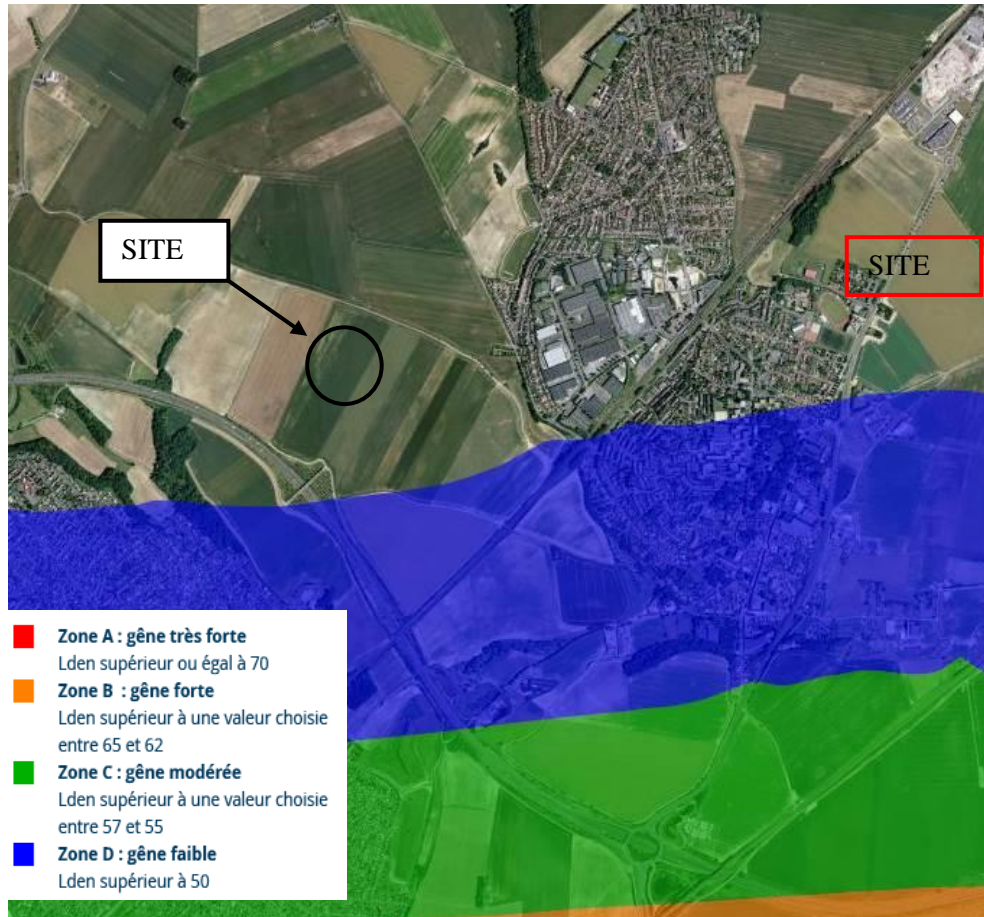 SITE
SITE
Zone A : gêne très forte
Lden supérieur ou égal à 70
Zone B : gêne forte
Lden supérieur à une valeur choisie
entre 65 et 62
Zone C : gêne modérée
Lden supérieur à une valeur choisie
entre 57 et 55
Zone D : gêne faible
Lden supérieur à 50